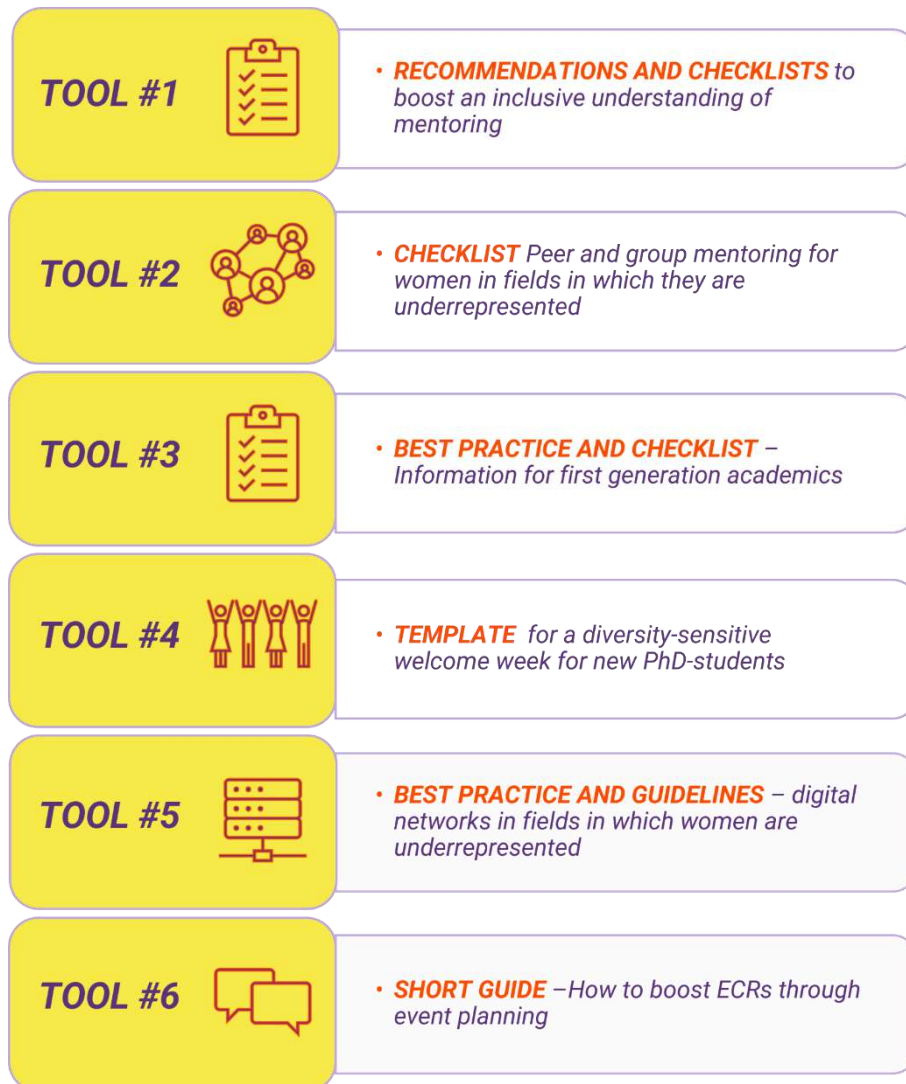 TOOL #1
• RECOMMENDATIONS AND CHECKLISTS to
boost an inclusive understanding of
mentoring
TOOL #2
• CHECKLIST Peer and group mentoring for
women in fields in which they are
underrepresented
TOOL #3
• BEST PRACTICE AND CHECKLIST –
Information for first generation academics
TOOL #4
• TEMPLATE for a diversity-sensitive
welcome week for new PhD-students
TOOL #5
• BEST PRACTICE AND GUIDELINES – digital
networks in fields in which women are
underrepresented
TOOL #6
• SHORT GUIDE –How to boost ECRs through
event planning